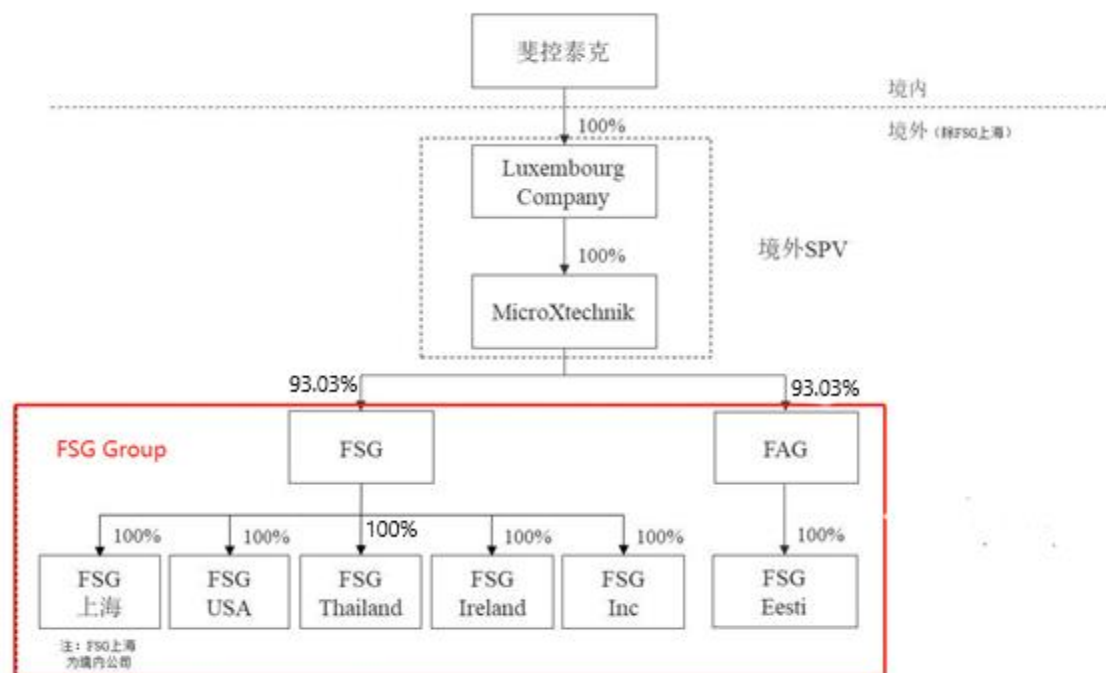 斐控泰克
境内
100%
境外（除FSG上海）
Luxembourg
Company
100%
境外SPV
MicroXtechnik
93.03%
93.03%
FSG Group
FSG
FAG
100%
100%
100%
100%
100%
100%
FSG
上海
FSG
USA
FSG
Thailand
FSG
Ireland
FSG
Inc
FSG
Eesti
注：FSG上海
为境内公司